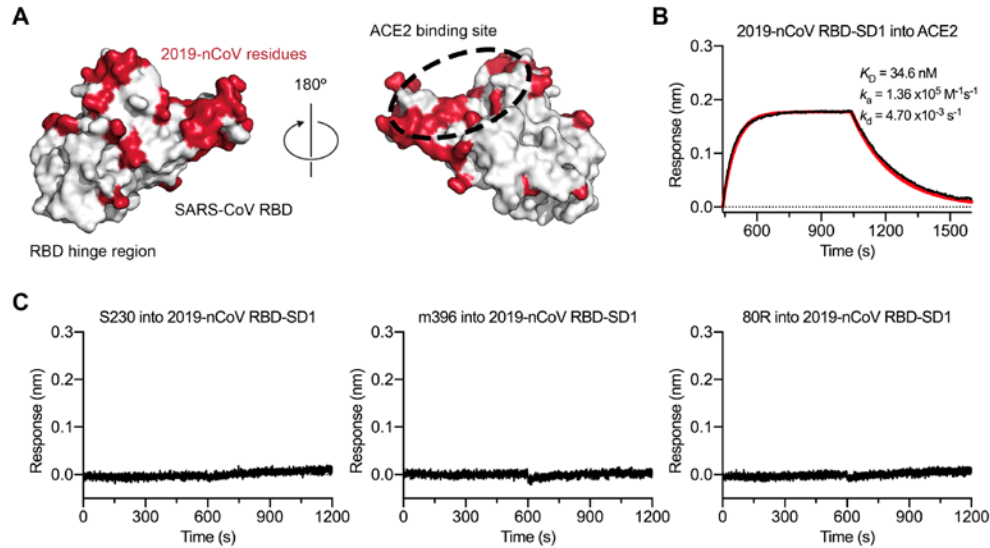 A
2019-nCoV residues
180º
ACE2 binding site
SARS-CoV RBD
RBD hinge region
B
2019-nCoV RBD-SD1 into ACE2
Response (nm)
0.3
0.2
0.1
0.0
K_D = 34.6 nM
k_a = 1.36 x10⁵ M⁻¹s⁻¹
k_d = 4.70 x10⁻³ s⁻¹
600 900 1200 1500
Time (s)
C
S230 into 2019-nCoV RBD-SD1
Response (nm)
0.3
0.2
0.1
0.0
0 300 600 900 1200
Time (s)
m396 into 2019-nCoV RBD-SD1
Response (nm)
0.3
0.2
0.1
0.0
0 300 600 900 1200
Time (s)
80R into 2019-nCoV RBD-SD1
Response (nm)
0.3
0.2
0.1
0.0
0 300 600 900 1200
Time (s)